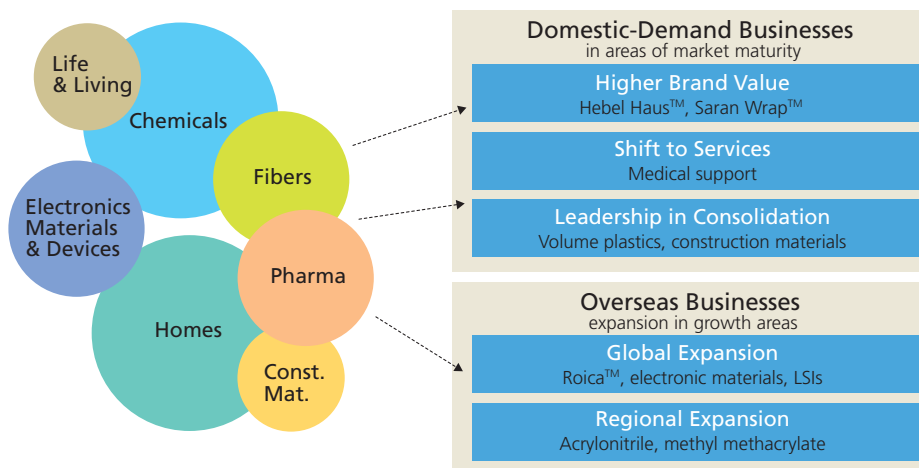 Life
& Living
Chemicals
Fibers
Electronics
Materials
& Devices
Pharma
Homes
Const.
Mat.
Domestic-Demand Businesses
in areas of market maturity
Higher Brand Value
Hebel Haus™, Saran Wrap™
Shift to Services
Medical support
Leadership in Consolidation
Volume plastics, construction materials
Overseas Businesses
expansion in growth areas
Global Expansion
Roica™, electronic materials, LSIs
Regional Expansion
Acrylonitrile, methyl methacrylate